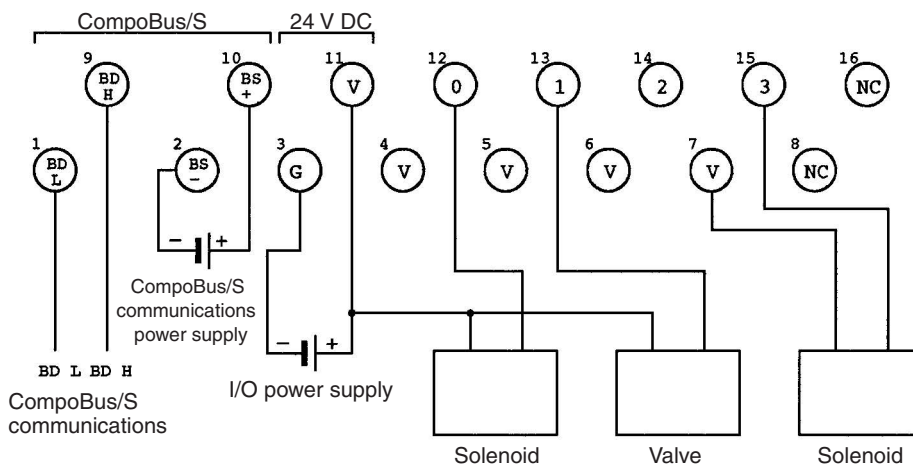 CompoBus/S 24 V DC
9 10 11 12 13 14 15 16
BD H BS + V 0 1 2 3 NC
1 2 3 4 5 6 7 8
BD L BS − G V V V V NC
− +
CompoBus/S
communications
power supply
− +
BD L BD H
I/O power supply
CompoBus/S
communications
Solenoid Valve Solenoid